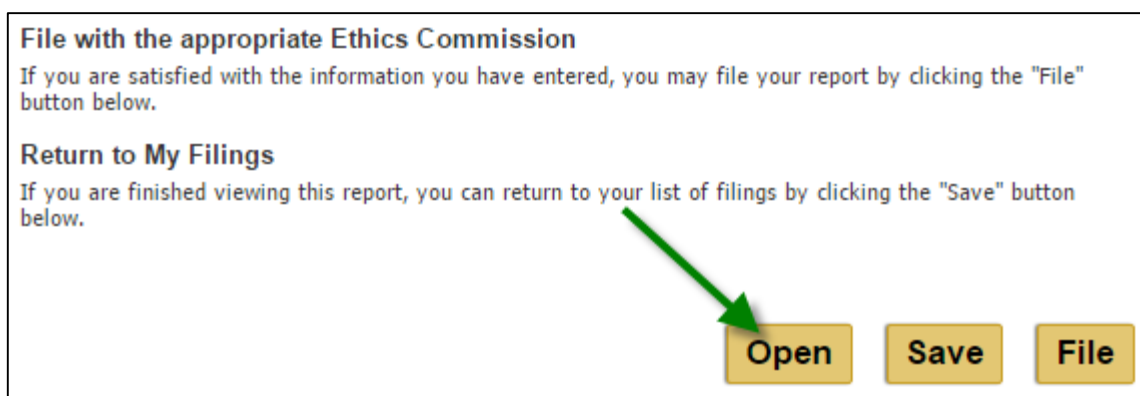 File with the appropriate Ethics Commission
If you are satisfied with the information you have entered, you may file your report by clicking the "File"
button below.
Return to My Filings
If you are finished viewing this report, you can return to your list of filings by clicking the "Save" button
below.
Open Save File